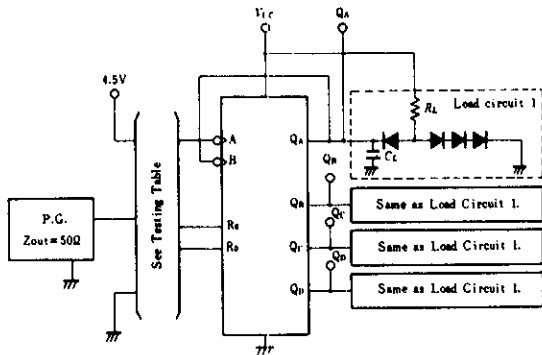 VCC
QA
4.5V
RL
Load circuit 1
A
B
QA
CL
QB
P.G.
Zout = 50Ω
See Testing Table
R0
R0
QB
Same as Load Circuit 1.
QC
QC
Same as Load Circuit 1.
QD
QD
Same as Load Circuit 1.